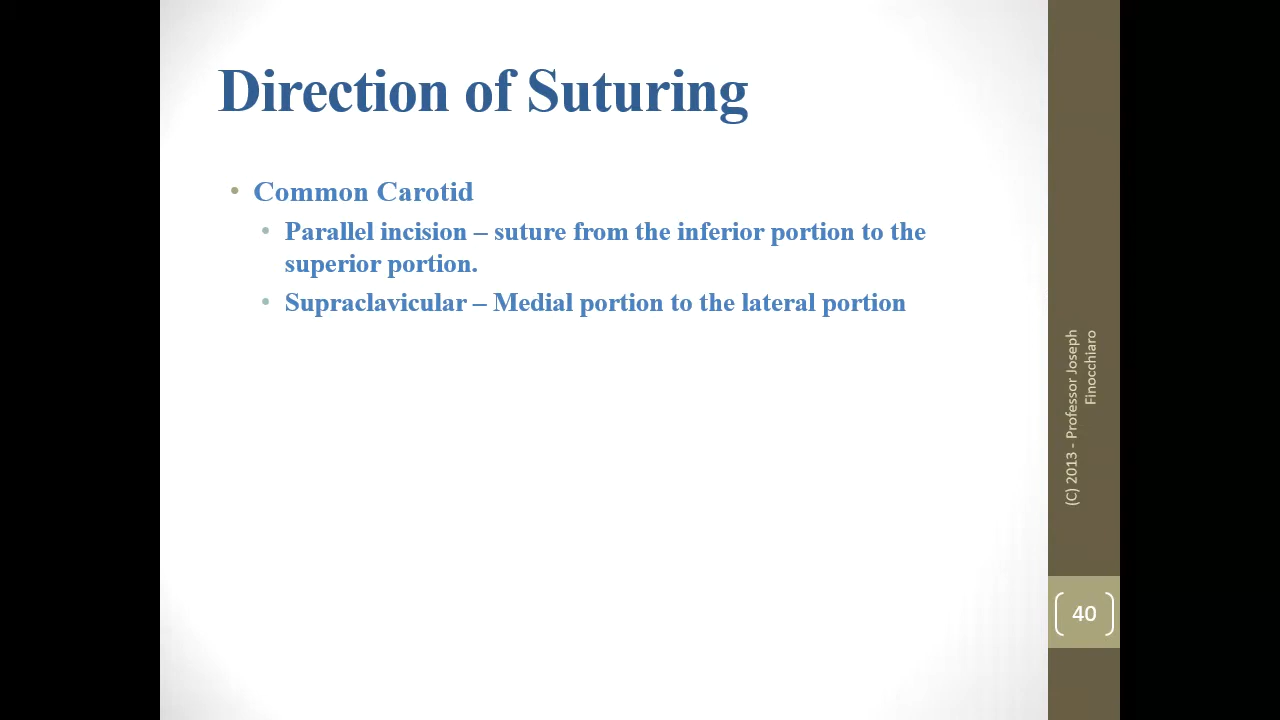 Direction of Suturing
• Common Carotid
• Parallel incision – suture from the inferior portion to the
superior portion.
• Supraclavicular – Medial portion to the lateral portion
(C) 2013 - Professor Joseph
Finocchiaro
40